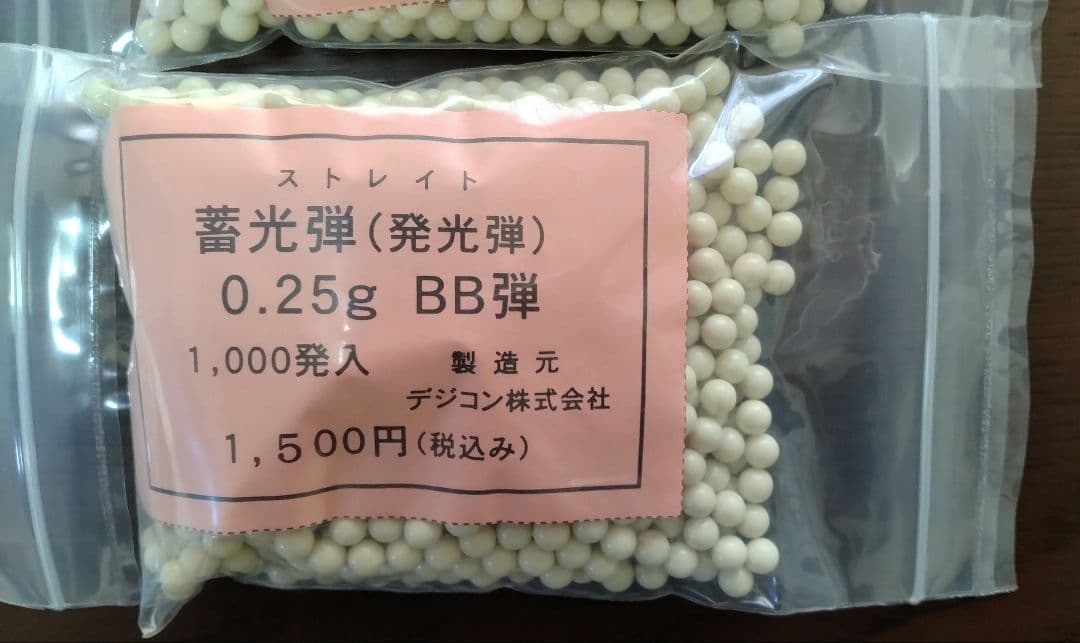 ストレイト
蓄光弾(発光弾)
0.25g BB弾
1,000発入 製造元
デジコン株式会社
1,500円(税込み)